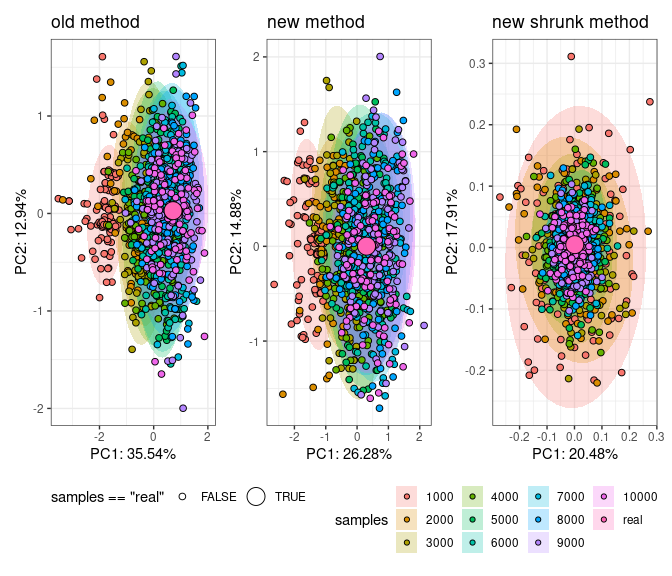 old method
new method
new shrunk method
PC2: 12.94%
1
0
-1
-2
-2
0
2
PC1: 35.54%
PC2: 14.88%
2
1
0
-1
-2
-1
0
1
2
PC1: 26.28%
PC2: 17.91%
0.3
0.2
0.1
0.0
-0.1
-0.2
-0.2
-0.1
0.0
0.1
0.2
0.3
PC1: 20.48%
samples == "real"
FALSE
TRUE
samples
1000
2000
3000
4000
5000
6000
7000
8000
9000
10000
real